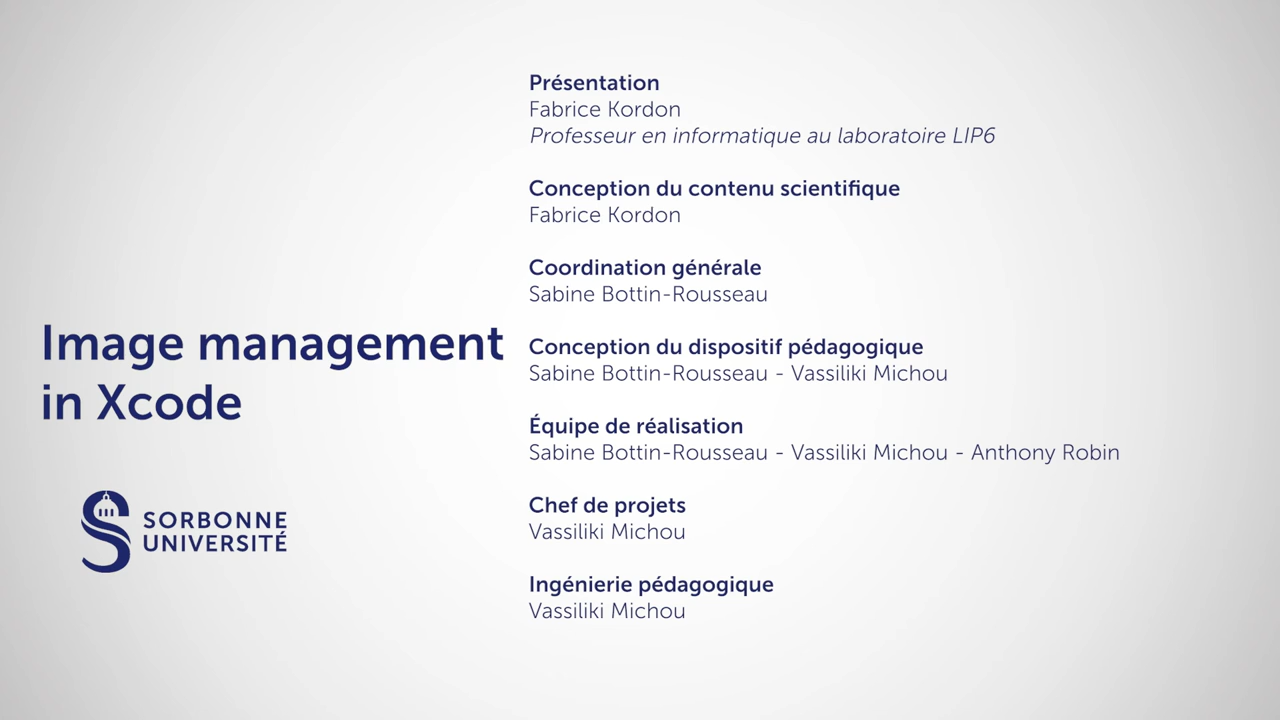 Image management
in Xcode
SORBONNE
UNIVERSITÉ
Présentation
Fabrice Kordon
Professeur en informatique au laboratoire LIP6
Conception du contenu scientifique
Fabrice Kordon
Coordination générale
Sabine Bottin-Rousseau
Conception du dispositif pédagogique
Sabine Bottin-Rousseau - Vassiliki Michou
Équipe de réalisation
Sabine Bottin-Rousseau - Vassiliki Michou - Anthony Robin
Chef de projets
Vassiliki Michou
Ingénierie pédagogique
Vassiliki Michou